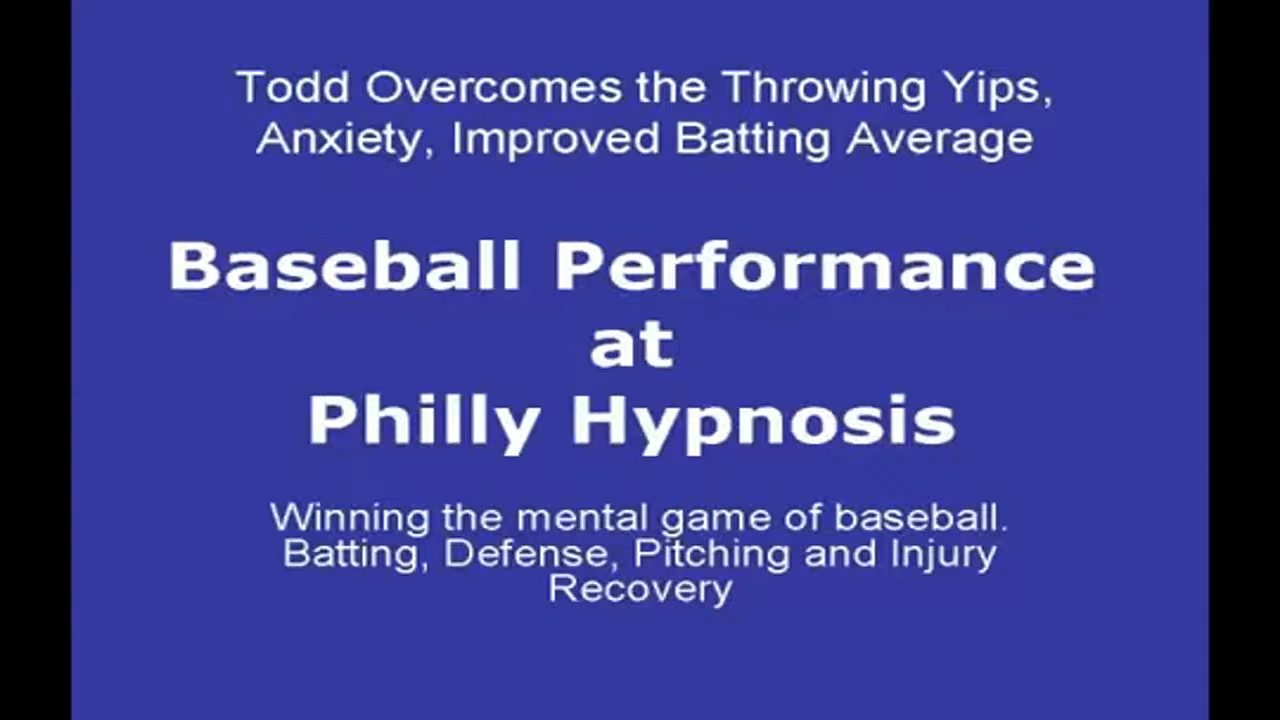 Todd Overcomes the Throwing Yips,
Anxiety, Improved Batting Average
Baseball Performance
at
Philly Hypnosis
Winning the mental game of baseball.
Batting, Defense, Pitching and Injury
Recovery